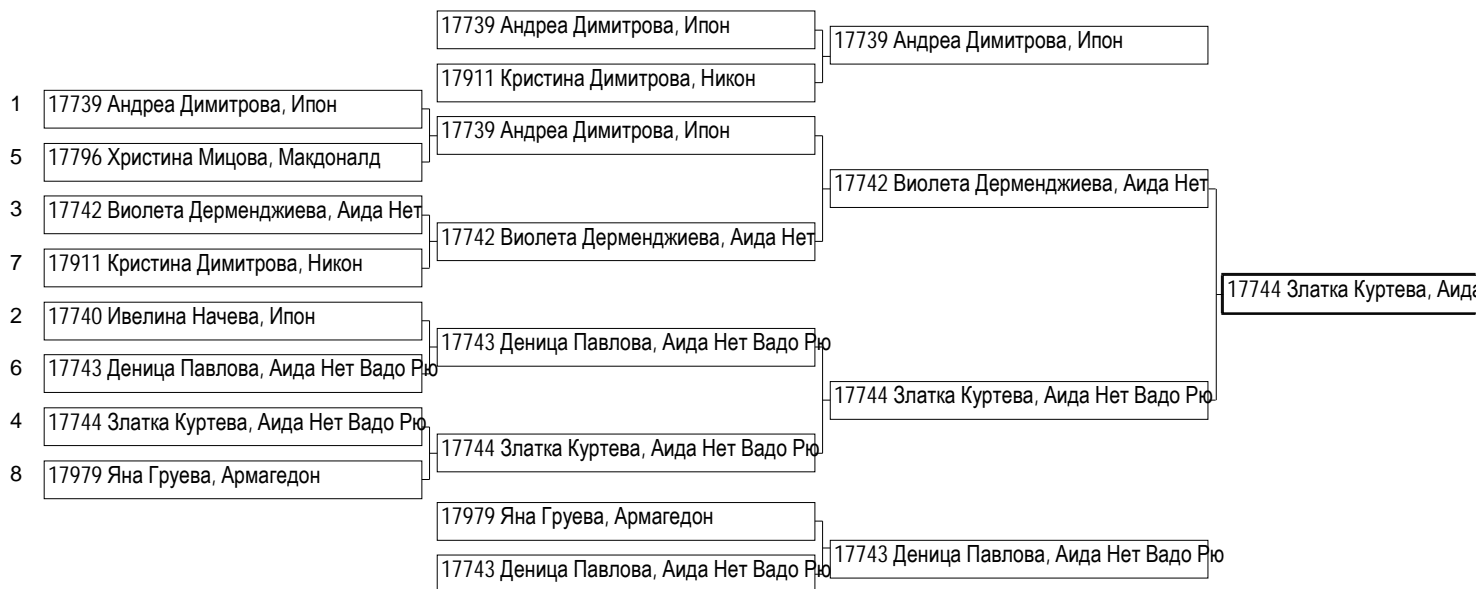 17739 Андреа Димитрова, Ипон
17739 Андреа Димитрова, Ипон
17911 Кристина Димитрова, Никон
1 17739 Андреа Димитрова, Ипон
17739 Андреа Димитрова, Ипон
5 17796 Христина Мицова, Макдоналд
17742 Виолета Дерменджиева, Аида Нет
3 17742 Виолета Дерменджиева, Аида Нет
17742 Виолета Дерменджиева, Аида Нет
7 17911 Кристина Димитрова, Никон
17744 Златка Куртева, Аида
2 17740 Ивелина Начева, Ипон
17743 Деница Павлова, Аида Нет Вадо Рю
6 17743 Деница Павлова, Аида Нет Вадо Рю
17744 Златка Куртева, Аида Нет Вадо Рю
4 17744 Златка Куртева, Аида Нет Вадо Рю
17744 Златка Куртева, Аида Нет Вадо Рю
8 17979 Яна Груева, Армагедон
17979 Яна Груева, Армагедон
17743 Деница Павлова, Аида Нет Вадо Рю
17743 Деница Павлова, Аида Нет Вадо Рю